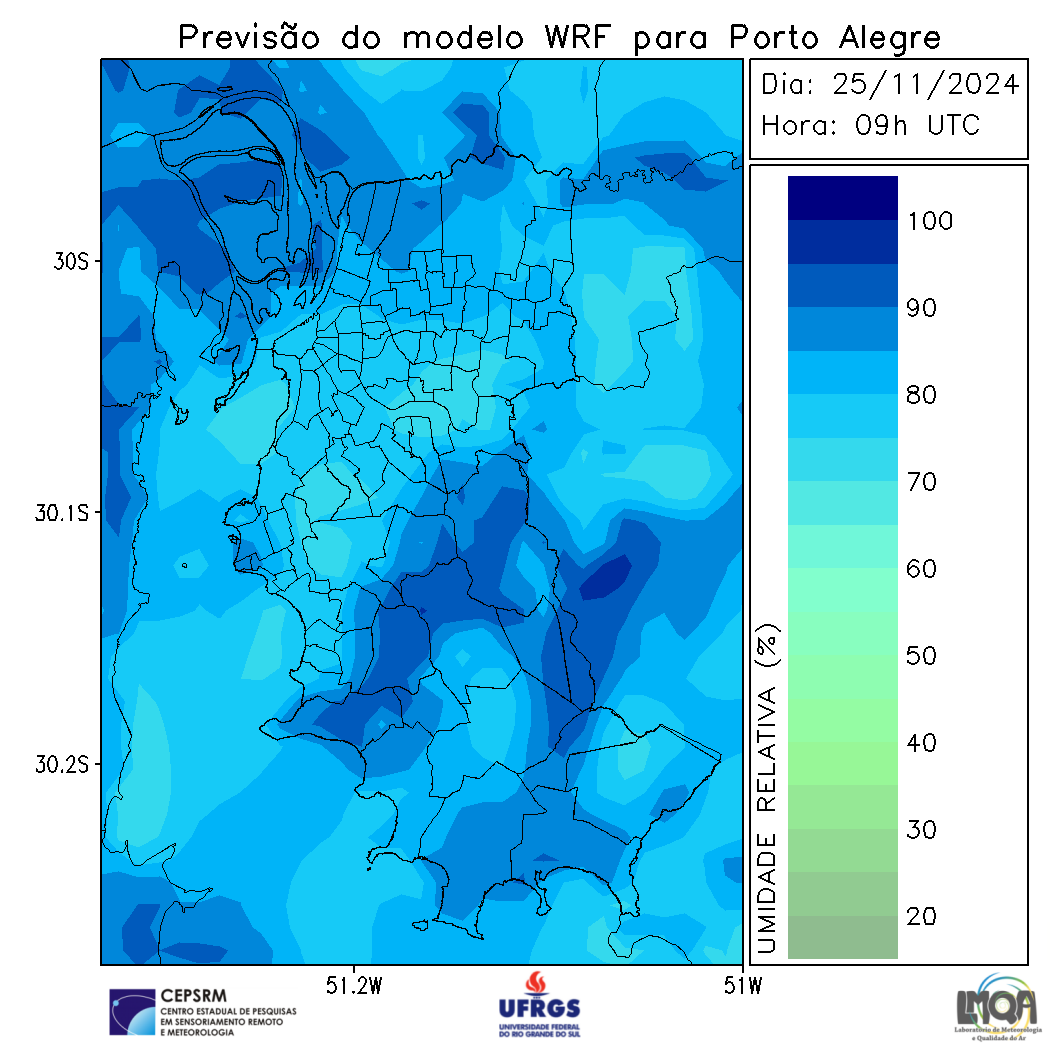 Previsão do modelo WRF para Porto Alegre
Dia: 25/11/2024
Hora: 09h UTC
30S
30.1S
30.2S
51.2W
51W
UMIDADE RELATIVA (%)
100
90
80
70
60
50
40
30
20
CEPSRM
CENTRO ESTADUAL DE PESQUISAS
EM SENSORIAMENTO REMOTO
E METEOROLOGIA
UFRGS
UNIVERSIDADE FEDERAL
DO RIO GRANDE DO SUL
LMQA
Laboratório de Meteorologia
e Qualidade do Ar